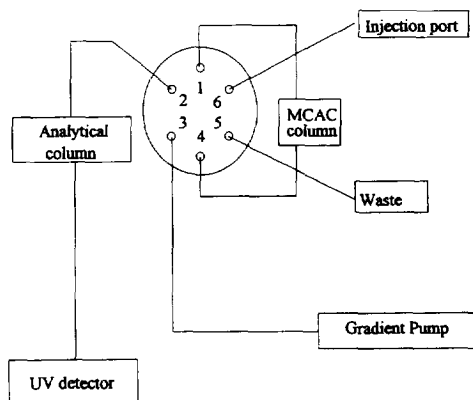 Injection port
1
2
6
MCAC
column
3
5
4
Analytical
column
Waste
Gradient Pump
UV detector